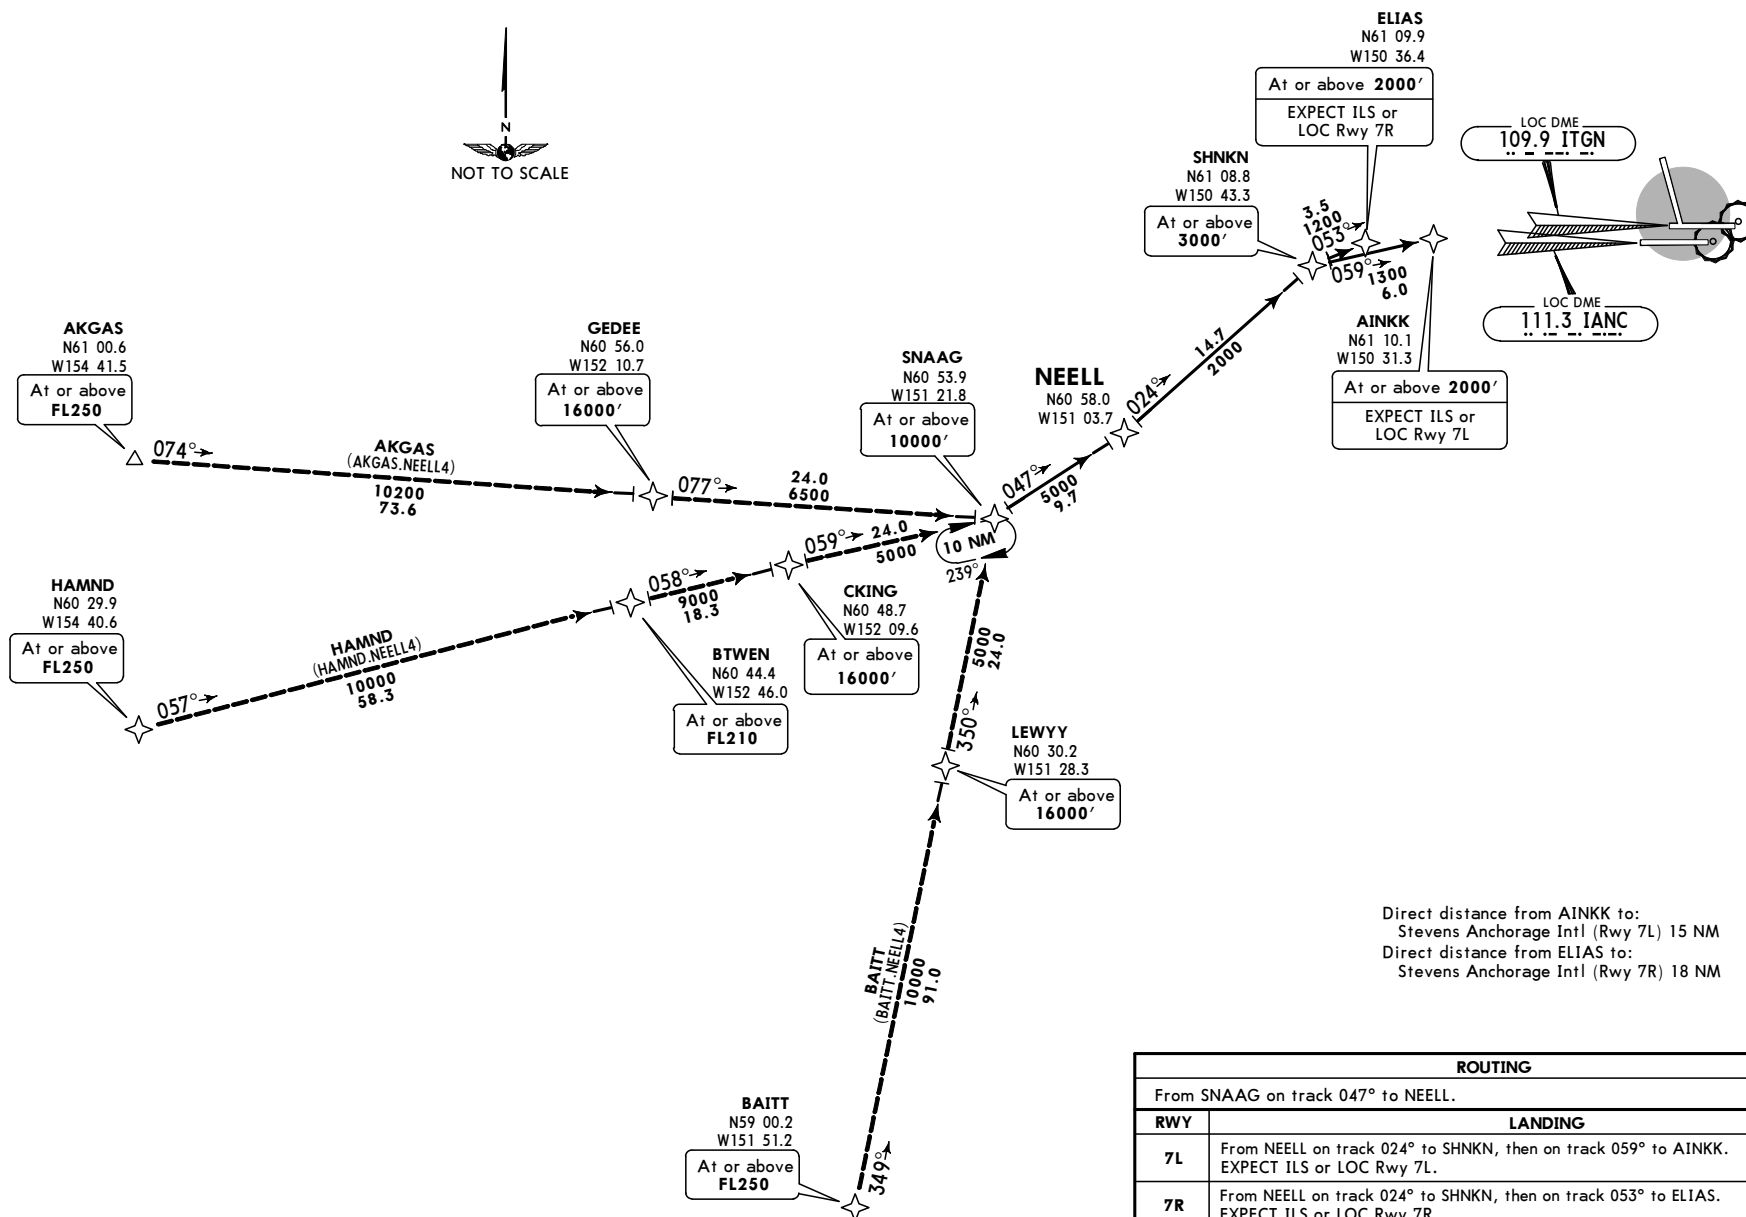 ELIAS
N61 09.9
W150 36.4
At or above 2000'
EXPECT ILS or
LOC Rwy 7R
N
NOT TO SCALE
LOC DME
109.9 ITGN
SHNKN
N61 08.8
W150 43.3
At or above
3000'
3.5
1200
053°
059°
1300
6.0
LOC DME
111.3 IANC
AINKK
N61 10.1
W150 31.3
At or above 2000'
EXPECT ILS or
LOC Rwy 7L
AKGAS
N61 00.6
W154 41.5
At or above
FL250
GEDEE
N60 56.0
W152 10.7
At or above
16000'
SNAAG
N60 53.9
W151 21.8
At or above
10000'
NEELL
N60 58.0
W151 03.7
024°
14.7
2000
074°
AKGAS
(AKGAS.NEELL4)
10200
73.6
077°
24.0
6500
047°
5000
9.7
10 NM
239°
HAMND
N60 29.9
W154 40.6
At or above
FL250
057°
HAMND
(HAMND.NEELL4)
10000
58.3
058°
9000
18.3
059°
24.0
5000
CKING
N60 48.7
W152 09.6
At or above
16000'
BTWEN
N60 44.4
W152 46.0
At or above
FL210
5000
24.0
350°
LEWYY
N60 30.2
W151 28.3
At or above
16000'
BAITT
(BAITT.NEELL4)
10000
91.0
BAITT
N59 00.2
W151 51.2
At or above
FL250
349°
Direct distance from AINKK to:
Stevens Anchorage Intl (Rwy 7L) 15 NM
Direct distance from ELIAS to:
Stevens Anchorage Intl (Rwy 7R) 18 NM
ROUTING
From SNAAG on track 047° to NEELL.
RWY LANDING
7L From NEELL on track 024° to SHNKN, then on track 059° to AINKK.
EXPECT ILS or LOC Rwy 7L.
7R From NEELL on track 024° to SHNKN, then on track 053° to ELIAS.
EXPECT ILS or LOC Rwy 7R